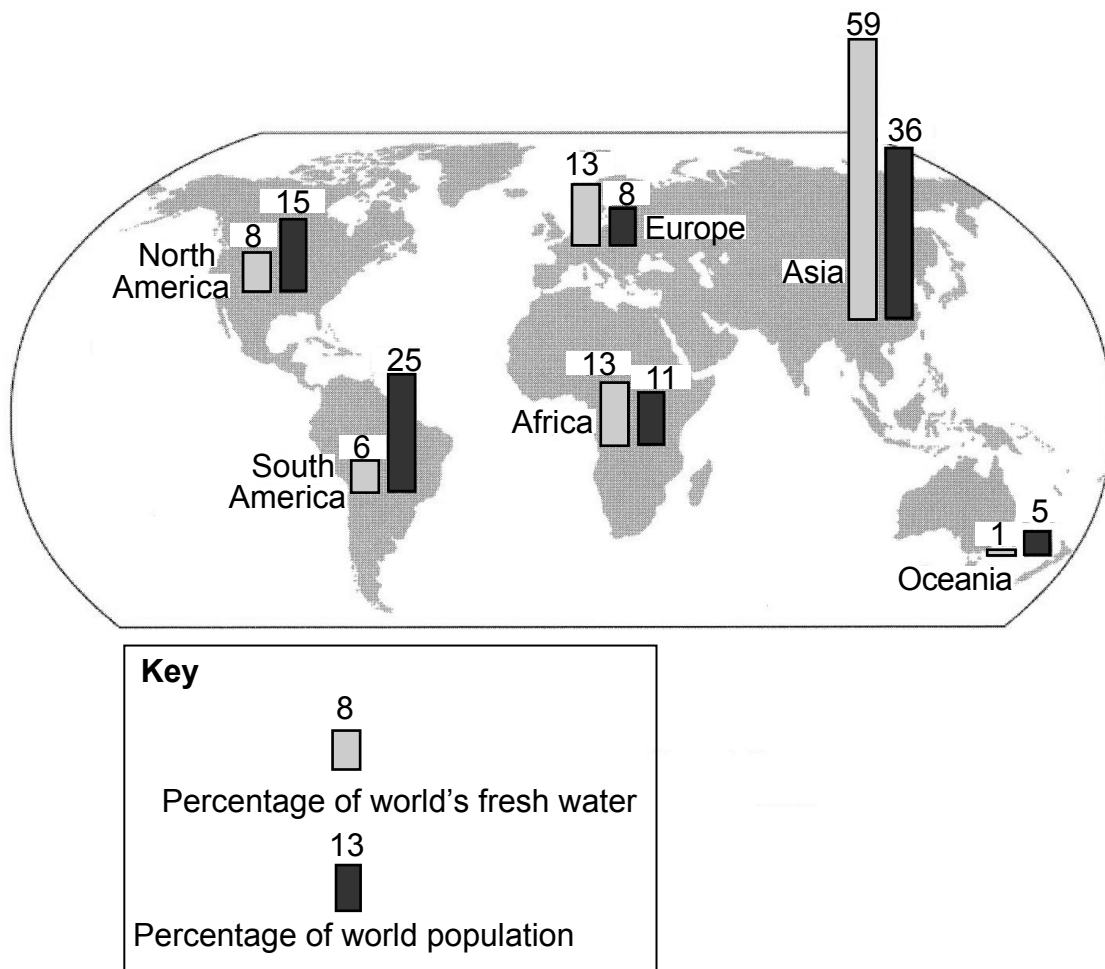 59
36
13
8
Europe
15
8
North
America
Asia
25
6
South
America
13
11
Africa
1
5
Oceania
Key
8
Percentage of world’s fresh water
13
Percentage of world population